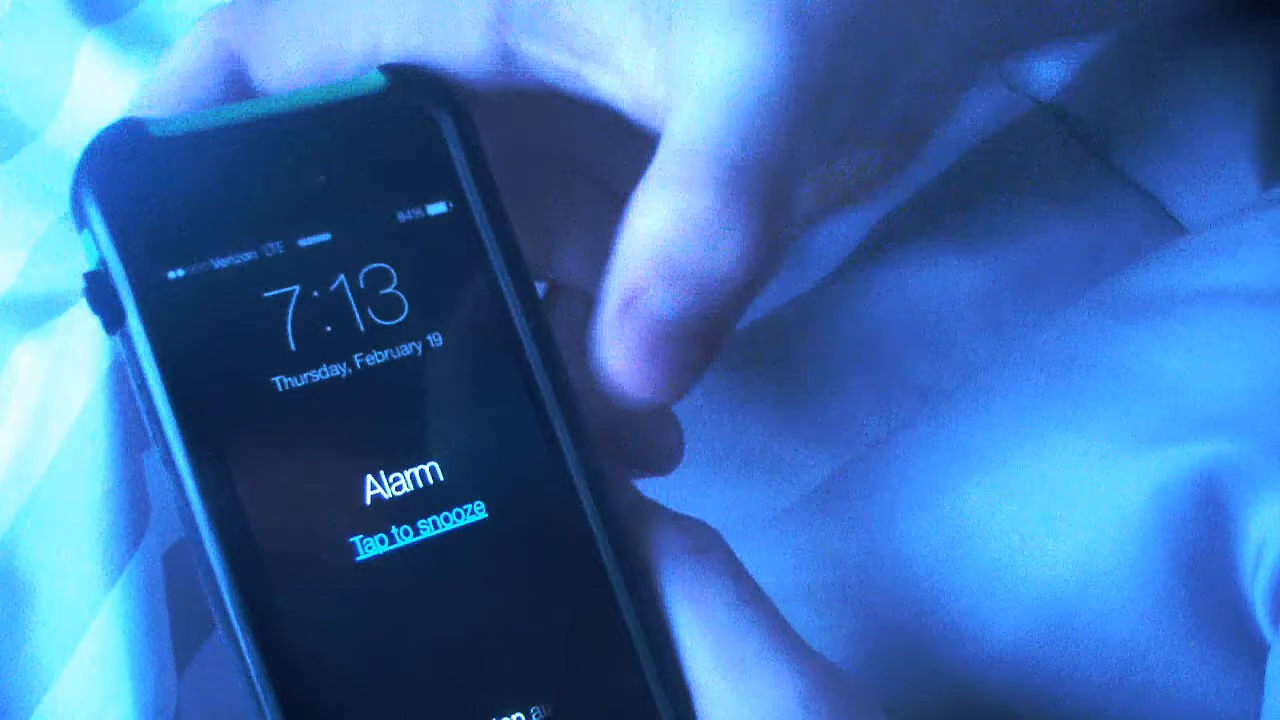 Verizon LTE 84%
7:13
Thursday, February 19
Alarm
Tap to snooze